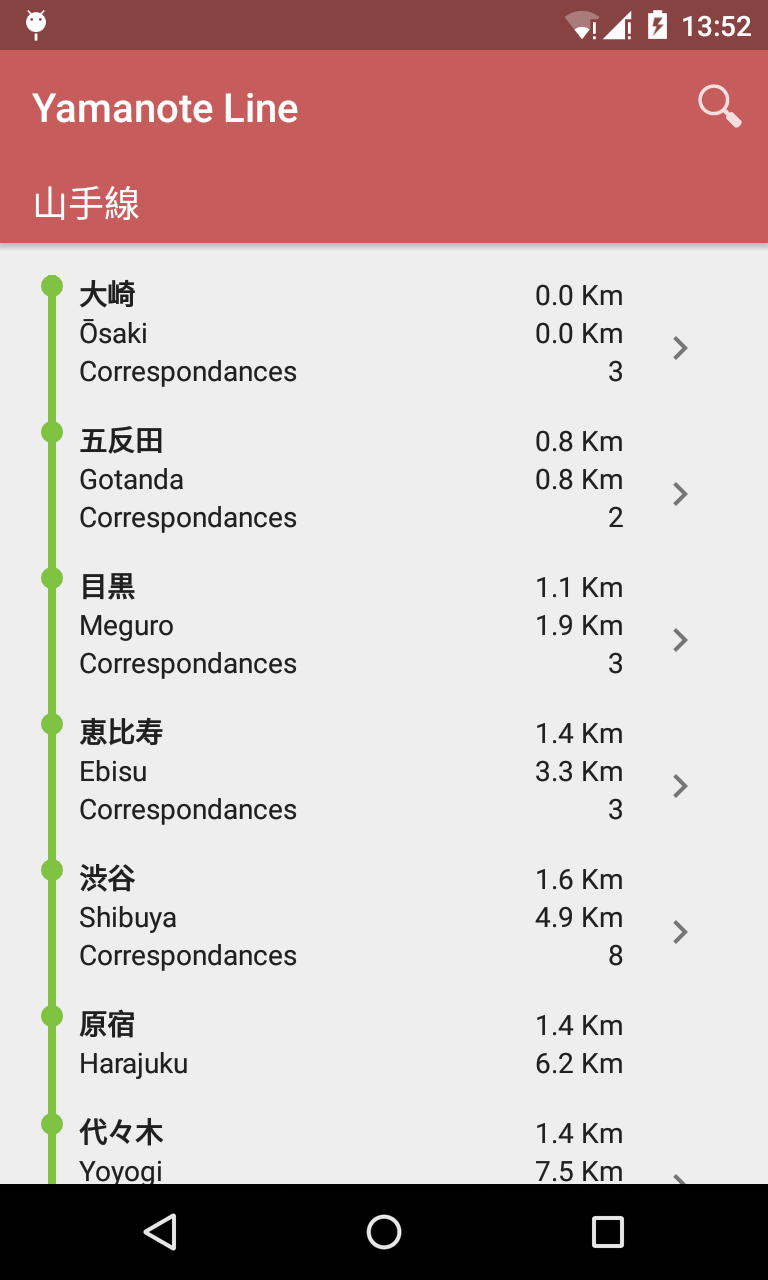 13:52
Yamanote Line
山手線
大崎 0.0 Km
Ōsaki 0.0 Km
Correspondances 3
五反田 0.8 Km
Gotanda 0.8 Km
Correspondances 2
目黒 1.1 Km
Meguro 1.9 Km
Correspondances 3
恵比寿 1.4 Km
Ebisu 3.3 Km
Correspondances 3
渋谷 1.6 Km
Shibuya 4.9 Km
Correspondances 8
原宿 1.4 Km
Harajuku 6.2 Km
代々木 1.4 Km
Yoyogi 7.5 Km